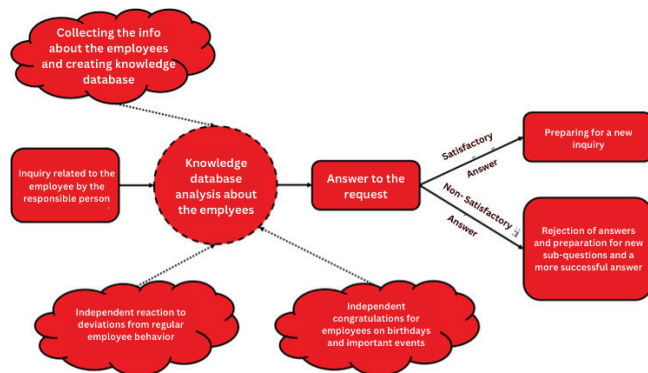 Collecting the info
about the employees
and creating knowledge
database
Inquiry related to the
employee by the
responsible person
Knowledge
database
analysis about
the emplyees
Answer to the
request
Satisfactory
Answer
Non- Satisfactory
Answer
Preparing for a new
inquiry
Rejection of answers
and preparation for new
sub-questions and a
more successful answer
Independent reaction to
deviations from regular
employee behavior
Independent
congratulations for
employees on birthdays
and important events